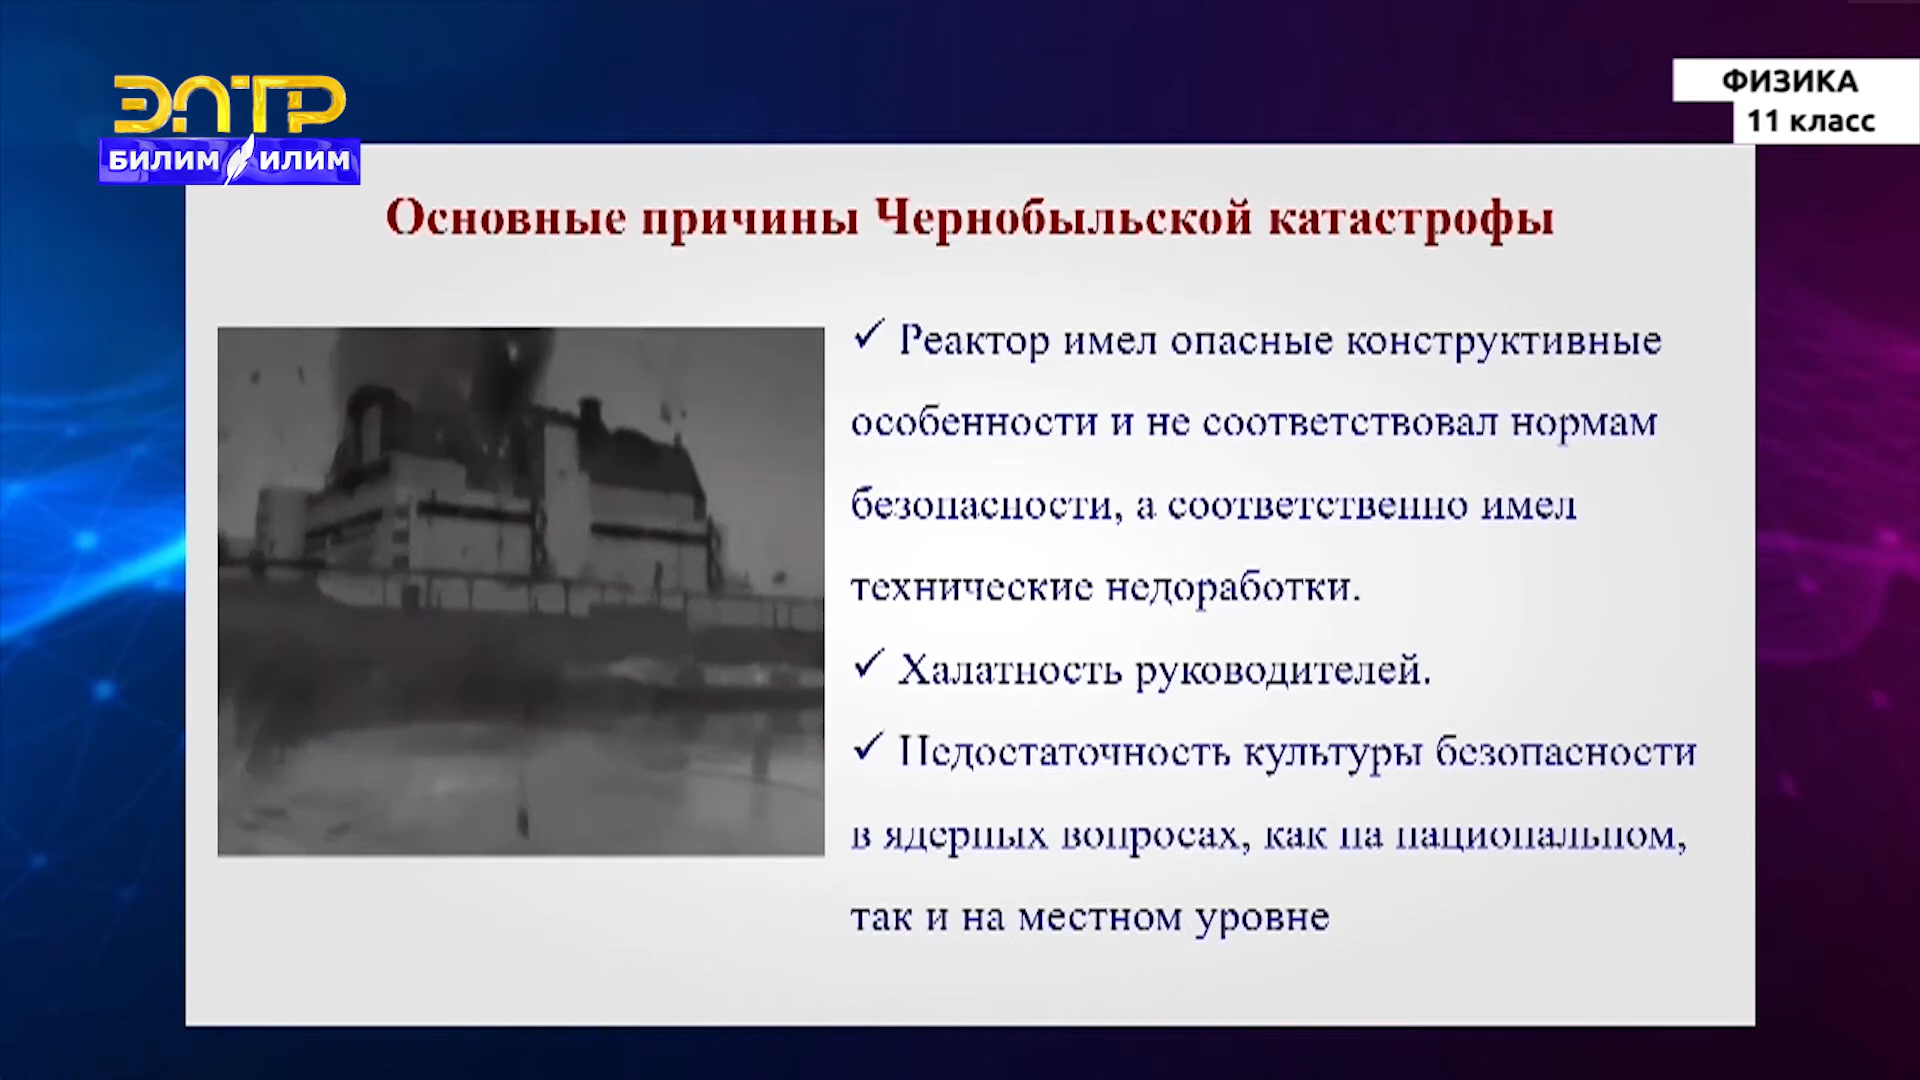 ЭЛТР
БИЛИМ ИЛИМ
ФИЗИКА
11 класс
Основные причины Чернобыльской катастрофы
✓ Реактор имел опасные конструктивные
особенности и не соответствовал нормам
безопасности, а соответственно имел
технические недоработки.
✓ Халатность руководителей.
✓ Недостаточность культуры безопасности
в ядерных вопросах, как на национальном,
так и на местном уровне